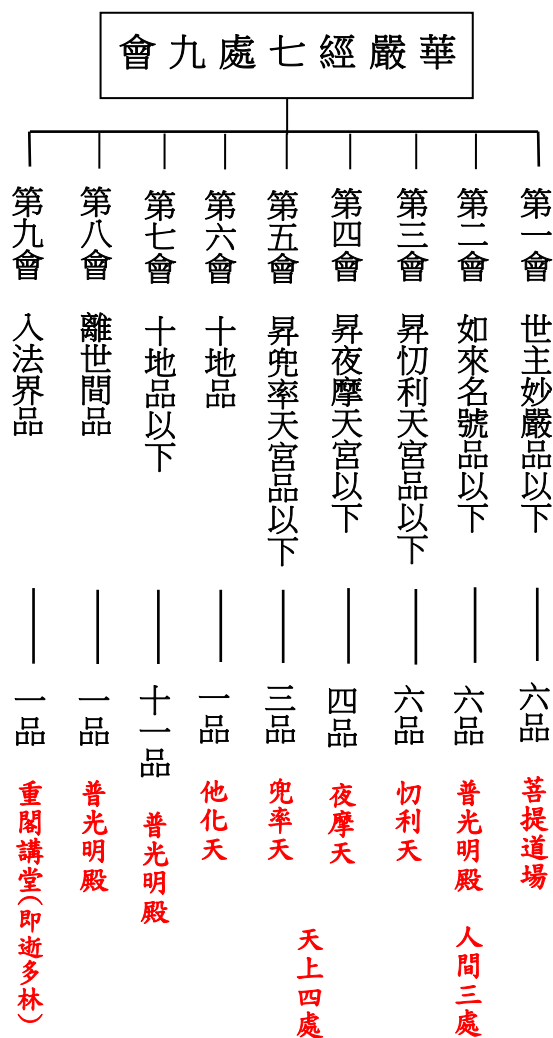 華嚴經七處九會
第一會 世主妙嚴品以下 六品 菩提道場
第二會 如來名號品以下 六品 普光明殿 人間三處
第三會 昇忉利天宮品以下 六品 忉利天
第四會 昇夜摩天宮以下 四品 夜摩天
天上四處
第五會 昇兜率天宮品以下 三品 兜率天
第六會 十地品 一品 他化天
第七會 十地品以下 十一品 普光明殿
第八會 離世間品 一品 普光明殿
第九會 入法界品 一品 重閣講堂(即逝多林)